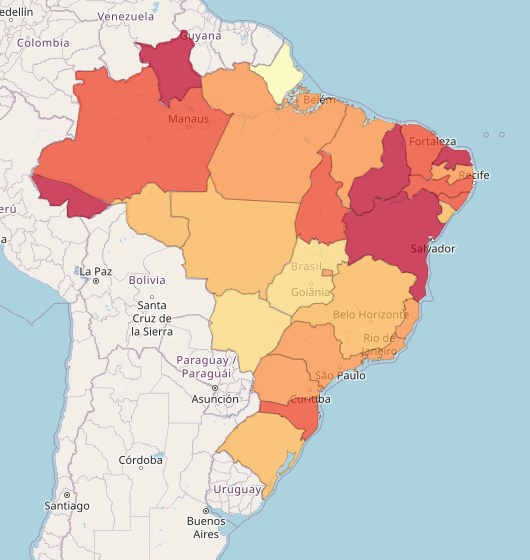 edellín
Venezuela
Guyana
Colombia
Belém
Manaus
Fortaleza
Recife
erú
a
Salvador
Brasil
La Paz
Bolivia
Goiânia
Santa
Cruz de
la Sierra
Belo Horizonte
Rio de
Janeiro
Paraguay /
Paraguái
São Paulo
Asunción
Curitiba
Córdoba
Uruguay
Santiago
Buenos
Aires